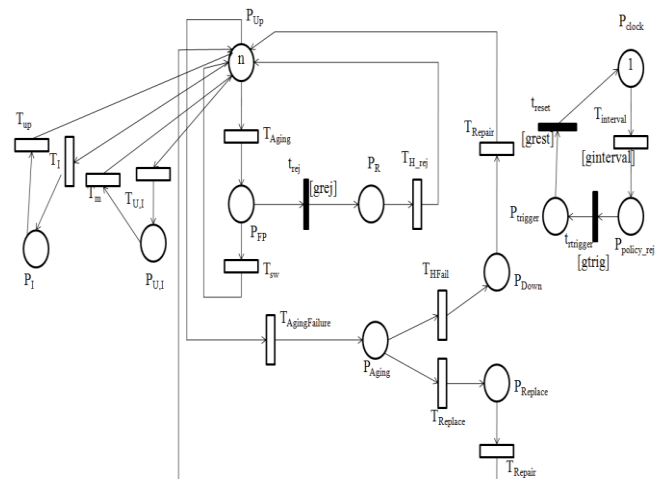 P_Up
P_clock
n
1
T_up
T_I
T_m
T_U,I
P_I
P_U,I
T_Aging
t_rej
[grej]
P_R
T_H_rej
P_FP
T_sw
T_Repair
t_reset
[grest]
T_interval
[ginterval]
P_trigger
t_rtrigger
[gtrig]
P_policy_rej
T_AgingFailure
P_Aging
T_HFail
P_Down
T_Replace
P_Replace
T_Repair